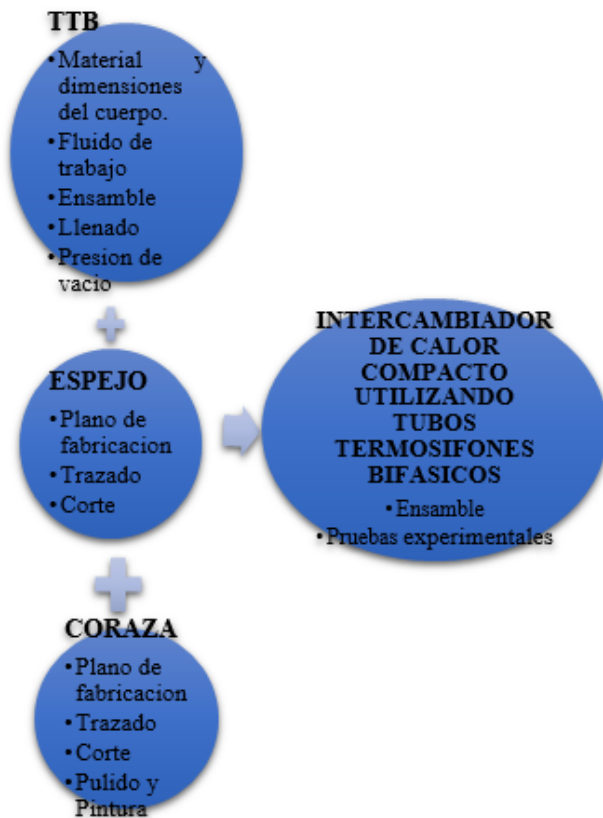 TTB
•Material y
dimensiones
del cuerpo.
•Fluido de
trabajo
•Ensamble
•Llenado
•Presion de
vacio
ESPEJO
•Plano de
fabricacion
•Trazado
•Corte
CORAZA
•Plano de
fabricacion
•Trazado
•Corte
•Pulido y
Pintura
INTERCAMBIADOR
DE CALOR
COMPACTO
UTILIZANDO
TUBOS
TERMOSIFONES
BIFASICOS
•Ensamble
•Pruebas experimentales